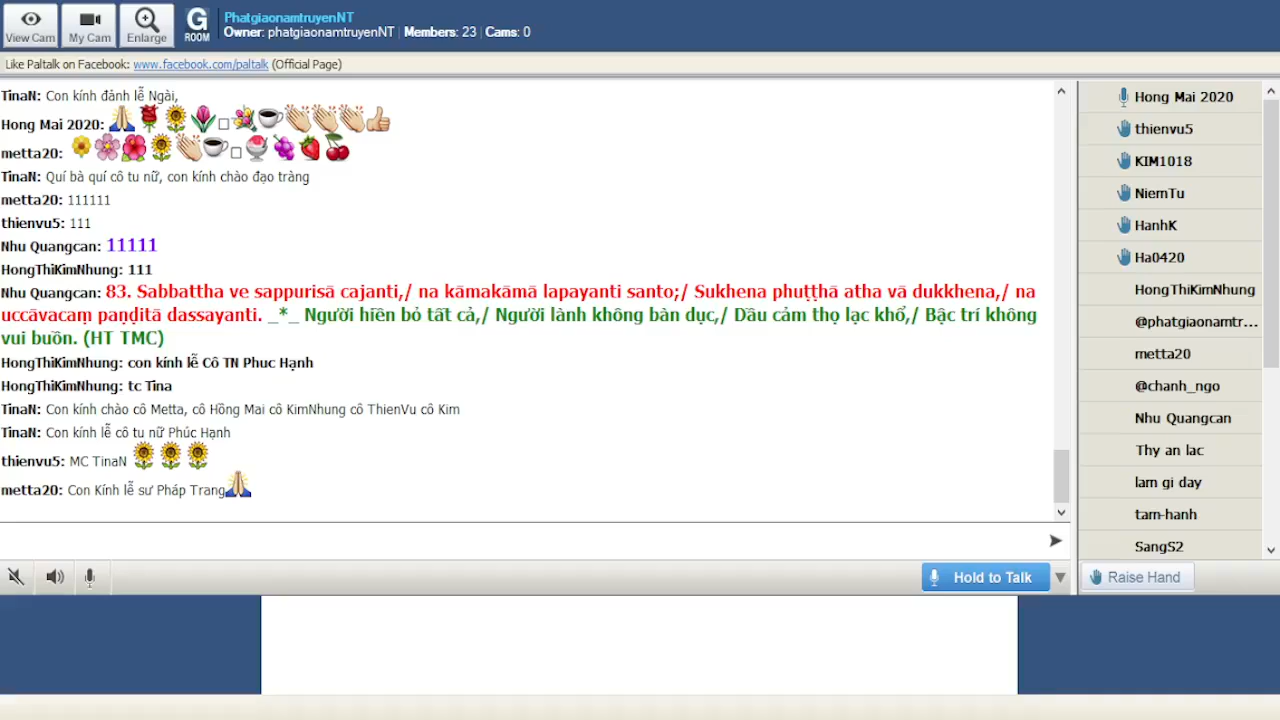 View Cam
My Cam
Enlarge
G
ROOM
PhatgiaonamtruyenNT
Owner: phatgiaonamtruyenNT | Members: 23 | Cams: 0
Like Paltalk on Facebook: www.facebook.com/paltalk (Official Page)
TinaN: Con kính đảnh lễ Ngài,
Hong Mai 2020:
metta20:
TinaN: Quí bà quí cô tu nữ, con kính chào đạo tràng
metta20: 111111
thienvu5: 111
Nhu Quangcan: 11111
HongThiKimNhung: 111
Nhu Quangcan: 83. Sabbattha ve sappurisā cajanti,/ na kāmakāmā lapayanti santo;/ Sukhena phuṭṭhā atha vā dukkhena,/ na
uccāvacaṃ paṇḍitā dassayanti. _*_ Người hiền bỏ tất cả,/ Người lành không bàn dục,/ Dầu cảm thọ lạc khổ,/ Bậc trí không
vui buồn. (HT TMC)
HongThiKimNhung: con kính lễ Cô TN Phuc Hạnh
HongThiKimNhung: tc Tina
TinaN: Con kính chào cô Metta, cô Hồng Mai cô KimNhung cô ThienVu cô Kim
TinaN: Con kính lễ cô tu nữ Phúc Hạnh
thienvu5: MC TinaN
metta20: Con Kính lễ sư Pháp Trang
Hold to Talk
Hong Mai 2020
thienvu5
KIM1018
NiemTu
HanhK
Ha0420
HongThiKimNhung
@phatgiaonamtr...
metta20
@chanh_ngo
Nhu Quangcan
Thy an lac
lam gi day
tam-hanh
SangS2
Raise Hand